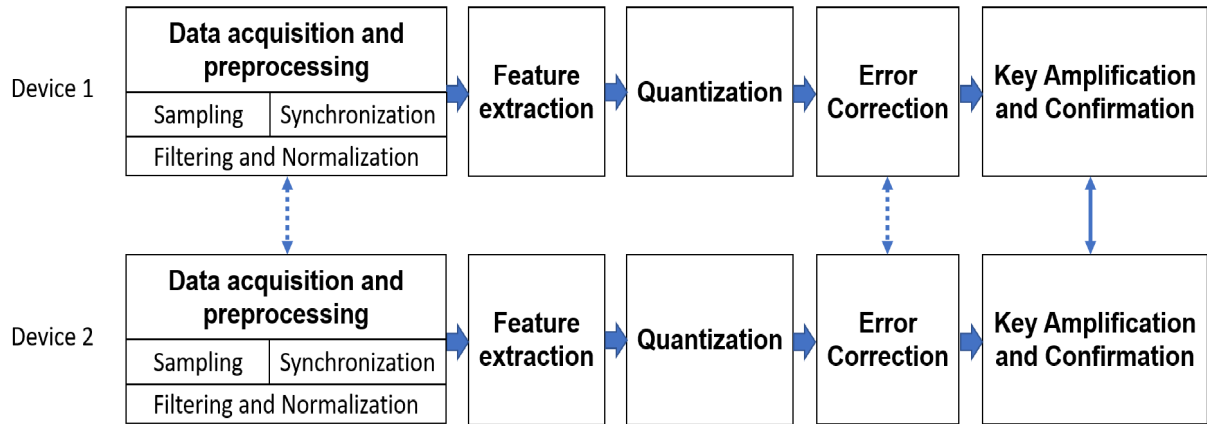 Device 1
Data acquisition and
preprocessing
Sampling
Synchronization
Filtering and Normalization
Feature
extraction
Quantization
Error
Correction
Key Amplification
and Confirmation
Device 2
Data acquisition and
preprocessing
Sampling
Synchronization
Filtering and Normalization
Feature
extraction
Quantization
Error
Correction
Key Amplification
and Confirmation